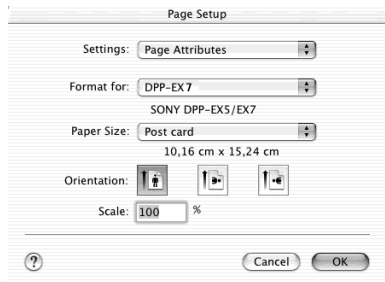 Page Setup
Settings: Page Attributes
Format for: DPP-EX7
SONY DPP-EX5/EX7
Paper Size: Post card
10,16 cm x 15,24 cm
Orientation:
Scale: 100 %
? Cancel OK